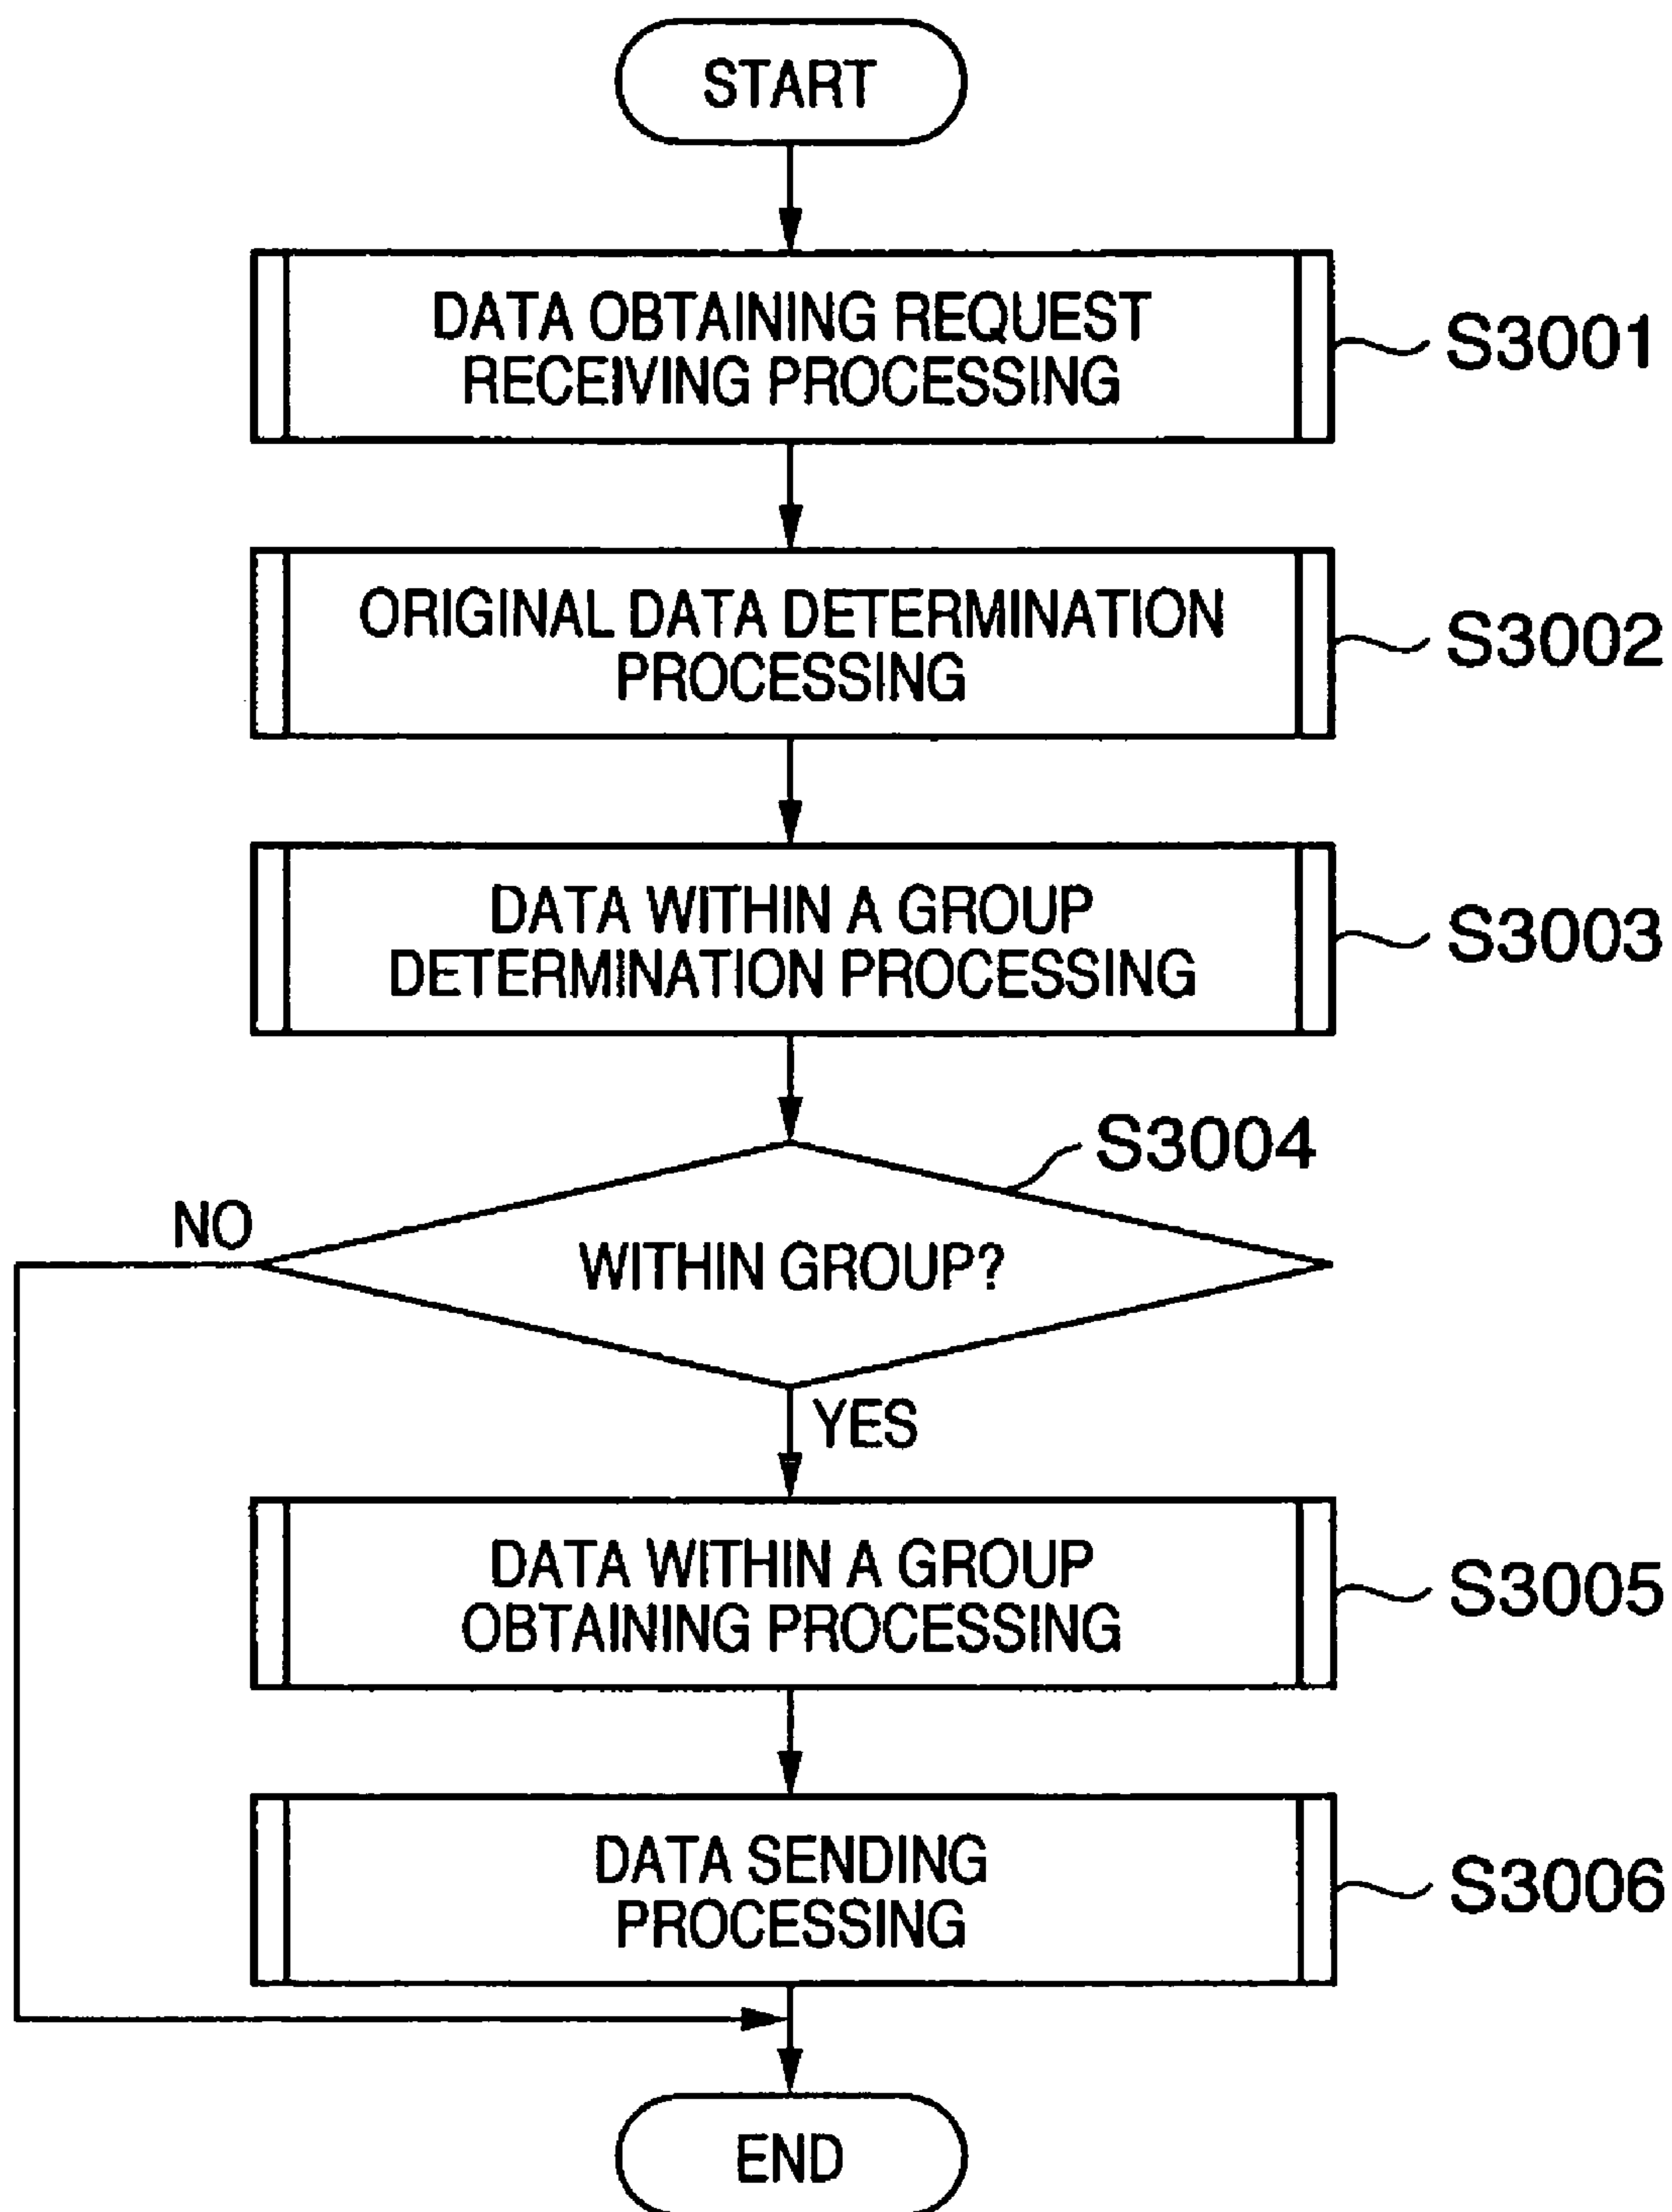 START
DATA OBTAINING REQUEST
RECEIVING PROCESSING
S3001
ORIGINAL DATA DETERMINATION
PROCESSING
S3002
DATA WITHIN A GROUP
DETERMINATION PROCESSING
S3003
S3004
NO
WITHIN GROUP?
YES
DATA WITHIN A GROUP
OBTAINING PROCESSING
S3005
DATA SENDING
PROCESSING
S3006
END